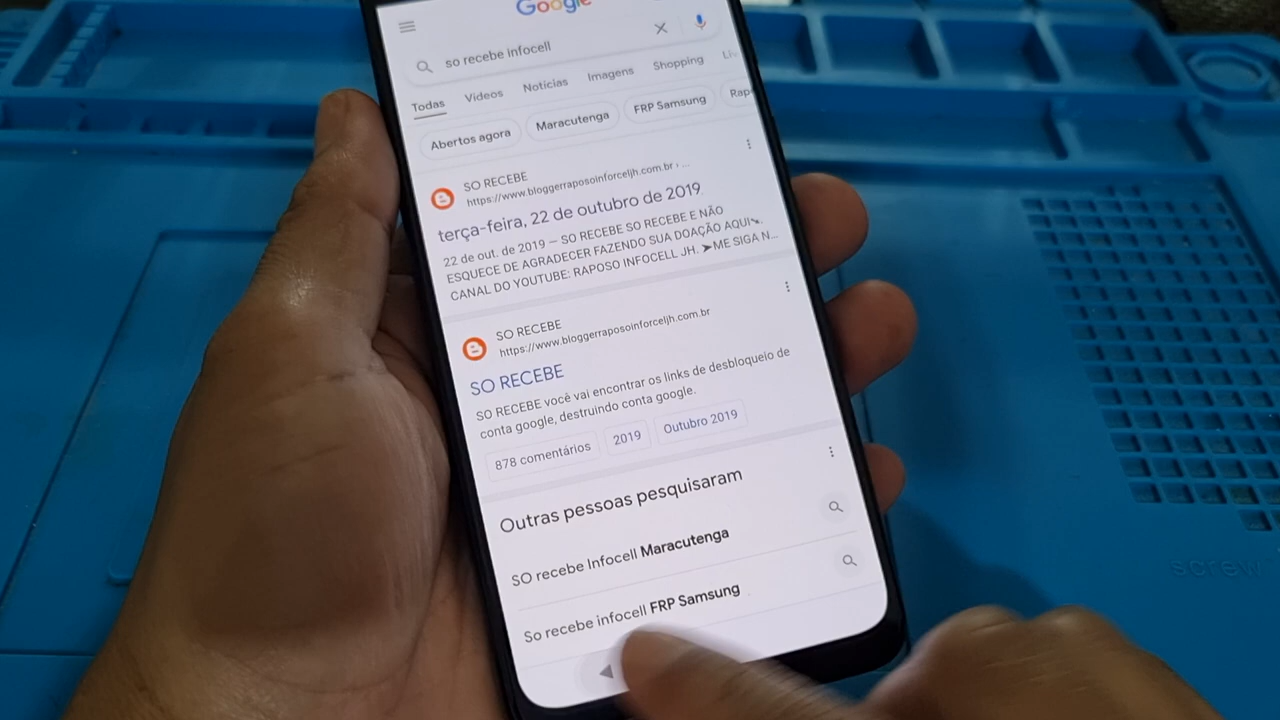 Google
so recebe infocell
Todas Vídeos Notícias Imagens Shopping
Abertos agora Maracutenga FRP Samsung
SO RECEBE
https://www.bloggerraposoinforceljh.com.br › ...
terça-feira, 22 de outubro de 2019
22 de out. de 2019 — SO RECEBE SO RECEBE E NÃO
ESQUECE DE AGRADECER FAZENDO SUA DOAÇÃO AQUI
CANAL DO YOUTUBE: RAPOSO INFOCELL JH. ➤ME SIGA N...
SO RECEBE
https://www.bloggerraposoinforceljh.com.br
SO RECEBE
SO RECEBE você vai encontrar os links de desbloqueio de
conta google, destruindo conta google.
878 comentários 2019 Outubro 2019
Outras pessoas pesquisaram
SO recebe Infocell Maracutenga
So recebe infocell FRP Samsung
screw